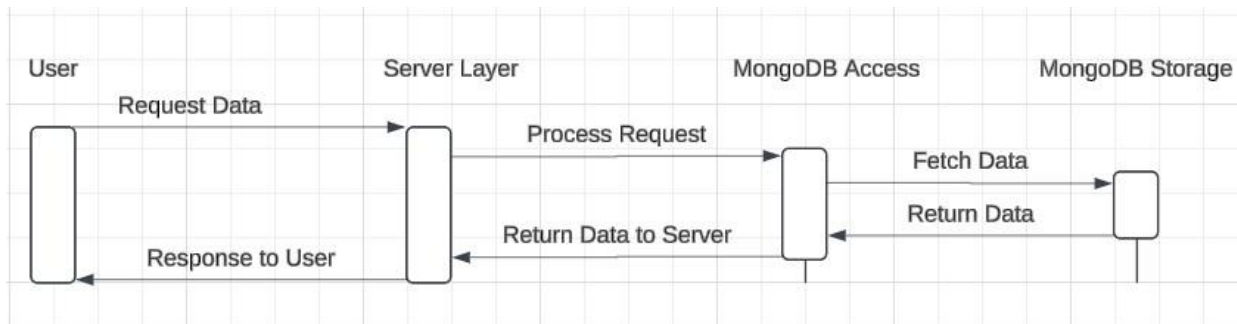 User
Server Layer
MongoDB Access
MongoDB Storage
Request Data
Process Request
Fetch Data
Return Data
Return Data to Server
Response to User